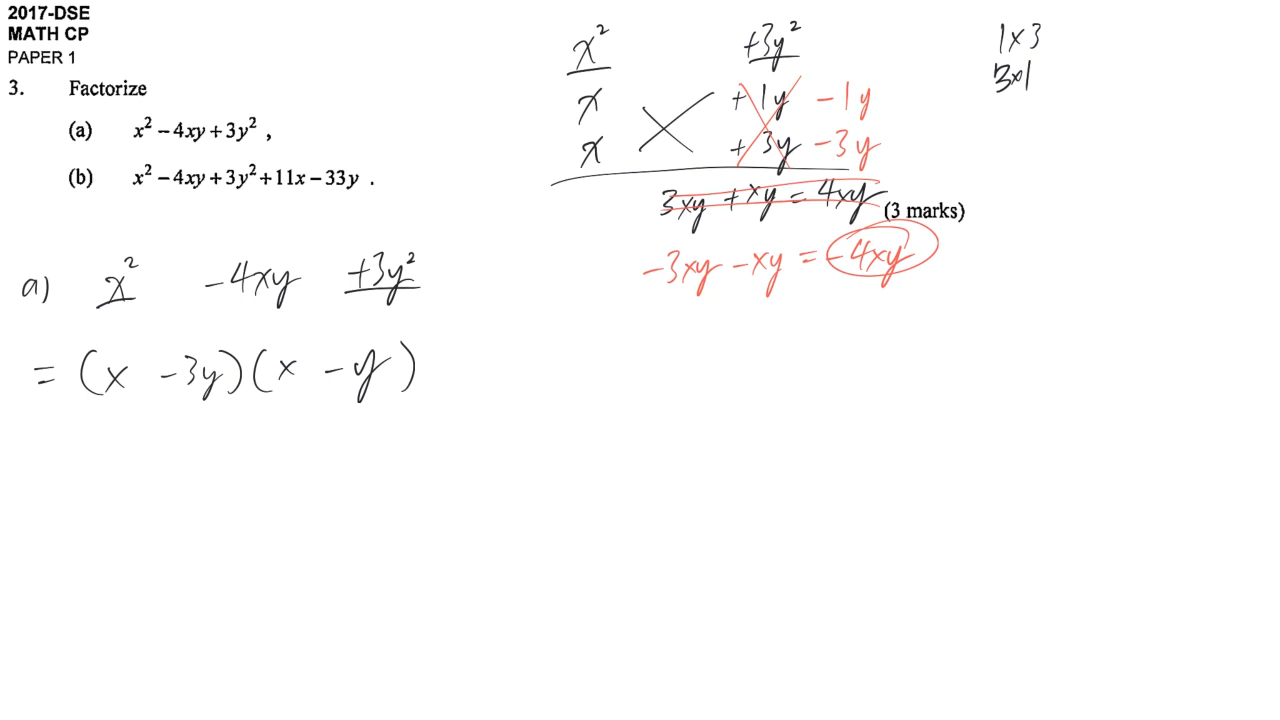 2017-DSE
MATH CP
PAPER 1
3. Factorize
(a) x² − 4xy + 3y² ,
(b) x² − 4xy + 3y² + 11x − 33y .
(3 marks)
x² +3y²
x +1y −1y
x +3y −3y
3xy + xy = 4xy
−3xy − xy = −4xy
1×3
3×1
a) x² −4xy +3y²
= (x −3y)(x −y)